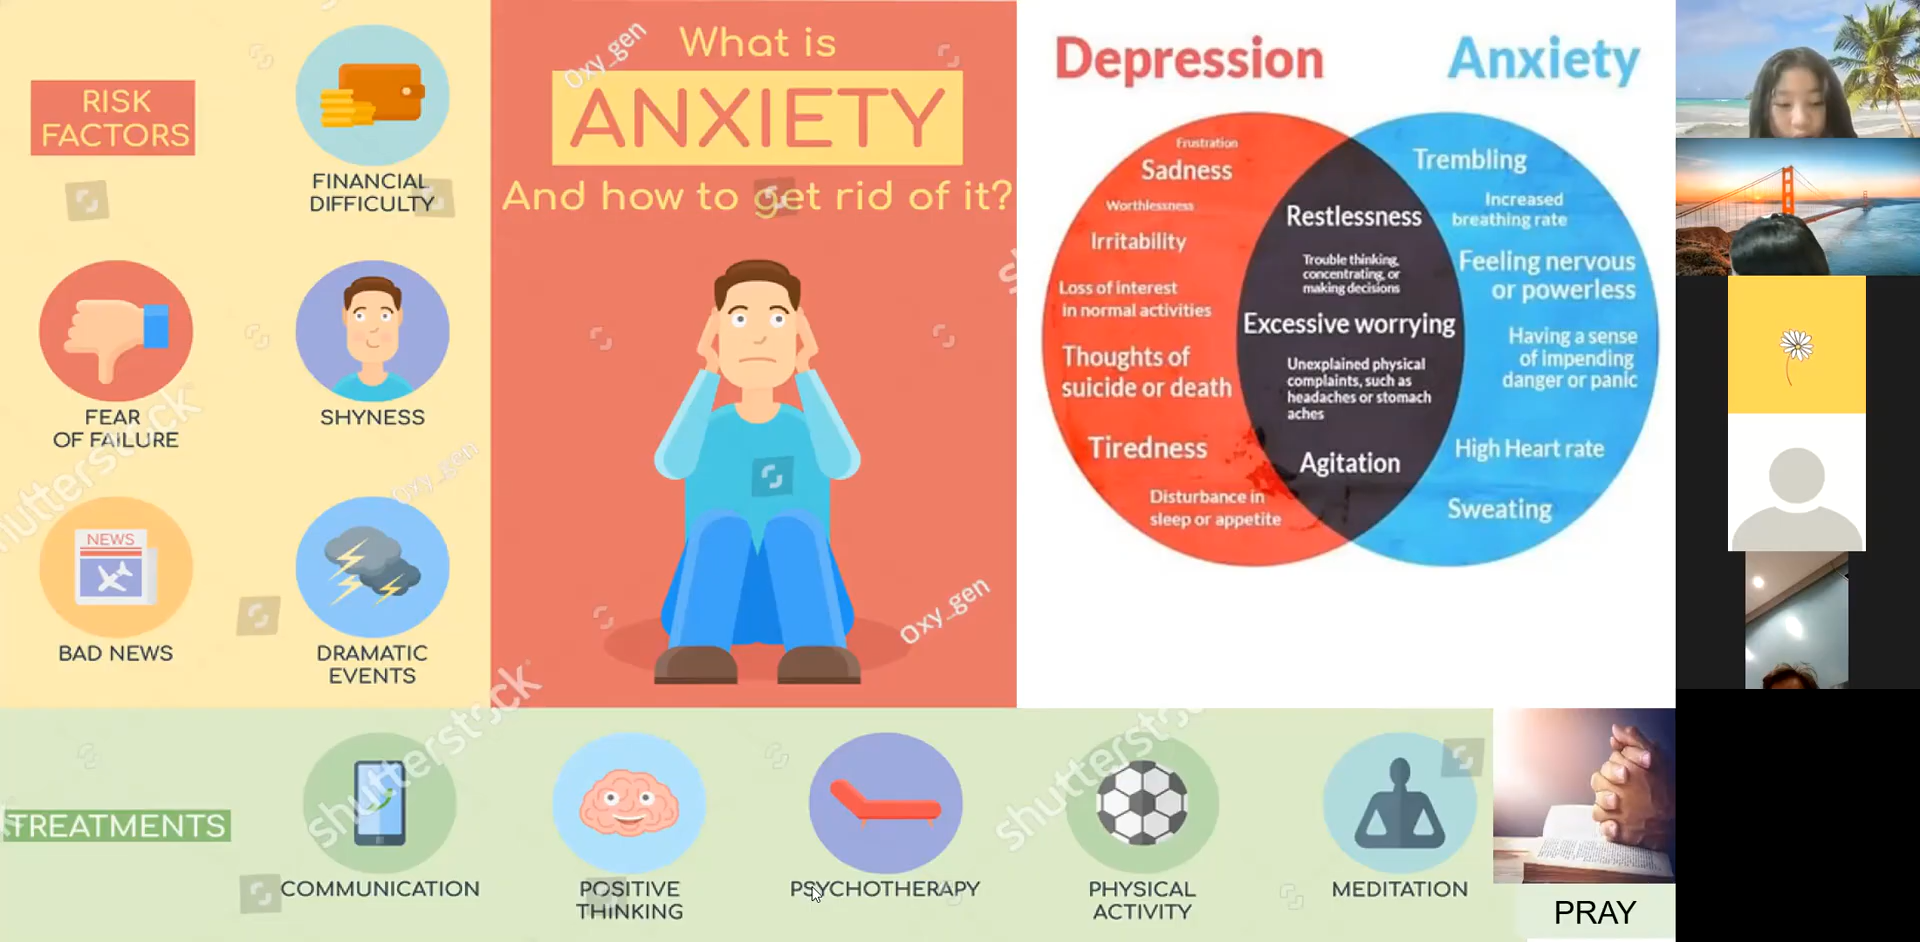 RISK
FACTORS
FINANCIAL
DIFFICULTY
FEAR
OF FAILURE
SHYNESS
NEWS
BAD NEWS
DRAMATIC
EVENTS
What is
ANXIETY
And how to get rid of it?
Oxy_gen
Oxy_gen
Oxy_gen
shutterstock
shutterstock
shutterstock
Depression
Anxiety
Frustration
Sadness
Worthlessness
Irritability
Loss of interest
in normal activities
Thoughts of
suicide or death
Tiredness
Disturbance in
sleep or appetite
Restlessness
Trouble thinking,
concentrating, or
making decisions
Excessive worrying
Unexplained physical
complaints, such as
headaches or stomach
aches
Agitation
Trembling
Increased
breathing rate
Feeling nervous
or powerless
Having a sense
of impending
danger or panic
High Heart rate
Sweating
TREATMENTS
COMMUNICATION
POSITIVE
THINKING
PSYCHOTHERAPY
PHYSICAL
ACTIVITY
MEDITATION
PRAY